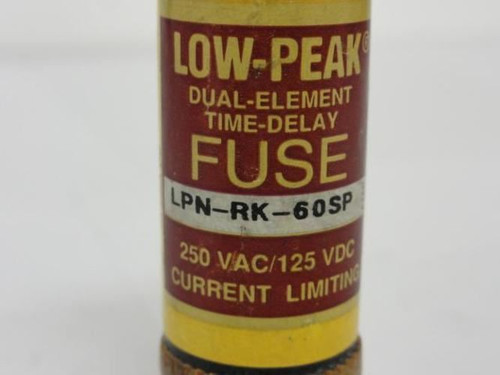 LOW-PEAK®
DUAL-ELEMENT
TIME-DELAY
FUSE
LPN-RK-60SP
250 VAC/125 VDC
CURRENT LIMITING